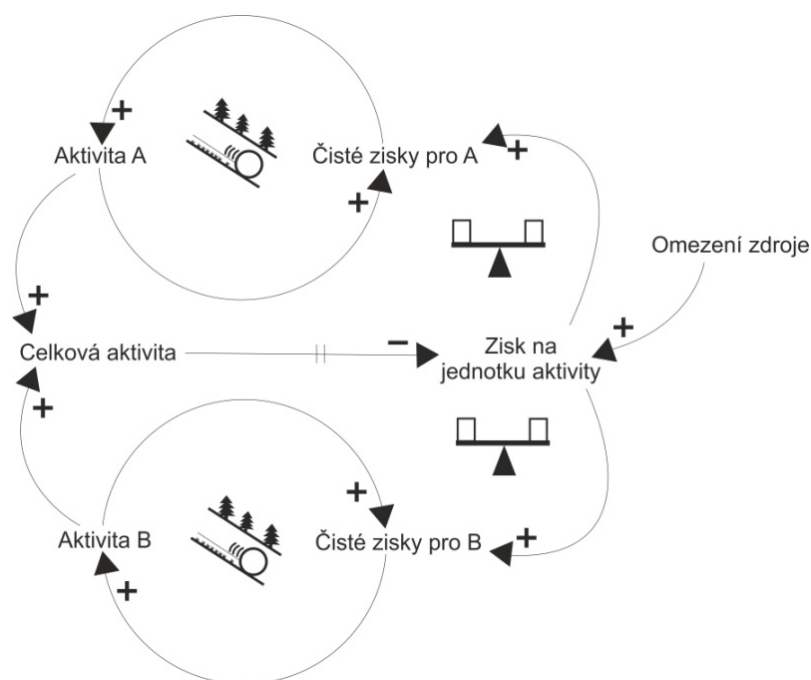 +
Aktivita A
Čisté zisky pro A
+
+
Omezení zdroje
+
+
Celková aktivita
−
Zisk na
jednotku aktivity
+
+
Aktivita B
Čisté zisky pro B
+
+
+